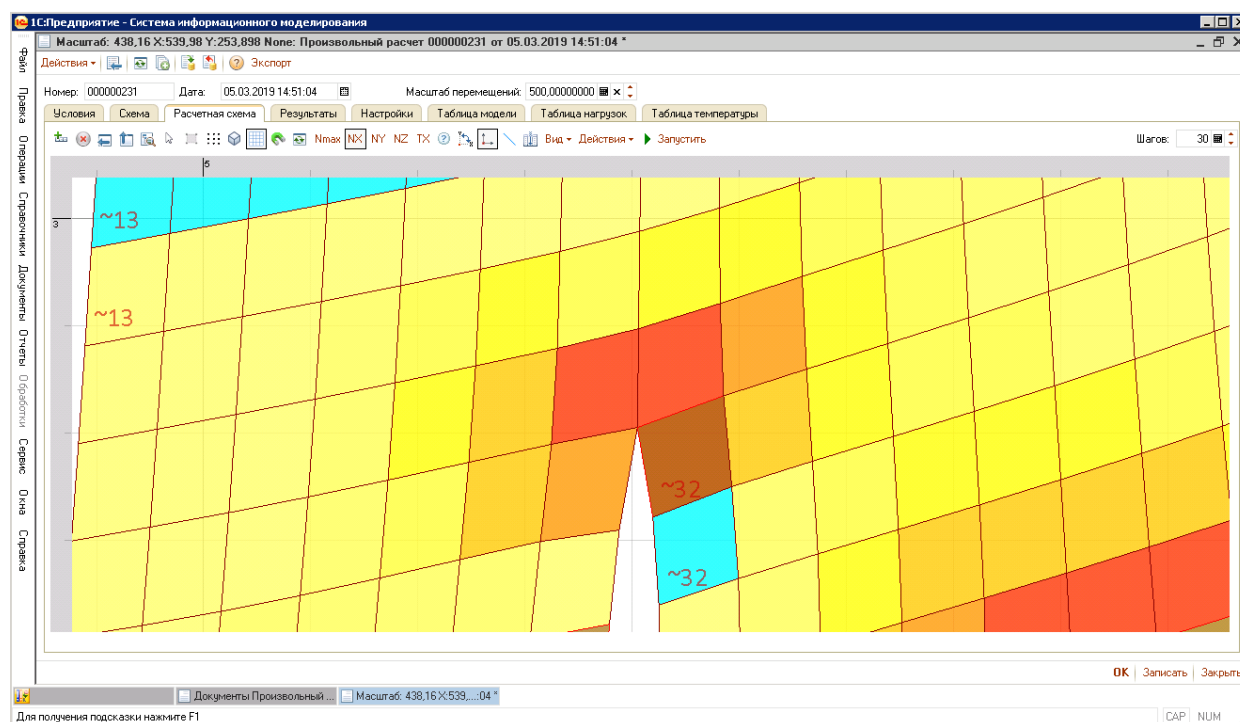 1С:Предприятие - Система информационного моделирования
Масштаб: 438,16 X:539,98 Y:253,898 None: Произвольный расчет 000000231 от 05.03.2019 14:51:04 *
Файл
Правка
Операции
Справочники
Документы
Отчеты
Обработки
Сервис
Окна
Справка
Действия
Экспорт
Номер: 000000231 Дата: 05.03.2019 14:51:04 Масштаб перемещений: 500,00000000
Условия Схема Расчетная схема Результаты Настройки Таблица модели Таблица нагрузок Таблица температуры
Nmax NX NY NZ TX Вид Действия Запустить Шагов: 30
5
3
~13
~13
~32
~32
OK Записать Закрыть
Документы Произвольный ... Масштаб: 438,16 X:539,...:04 *
Для получения подсказки нажмите F1 CAP NUM